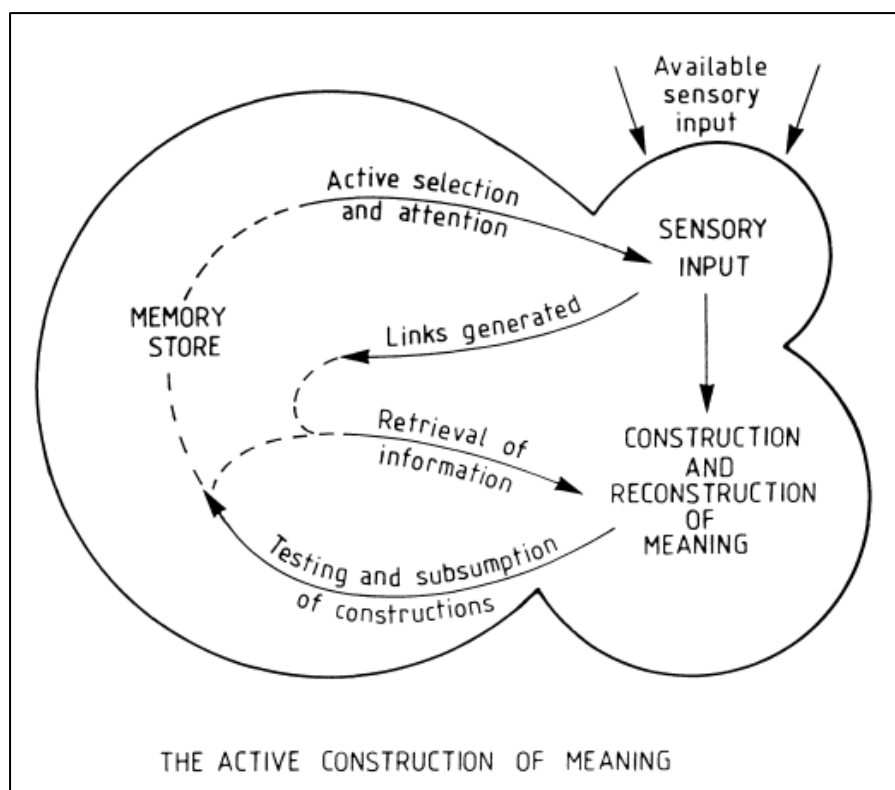 Available
sensory
input
Active selection
and attention
SENSORY
INPUT
MEMORY
STORE
Links generated
Retrieval of
information
CONSTRUCTION
AND
RECONSTRUCTION
OF
MEANING
Testing and subsumption
of constructions
THE ACTIVE CONSTRUCTION OF MEANING